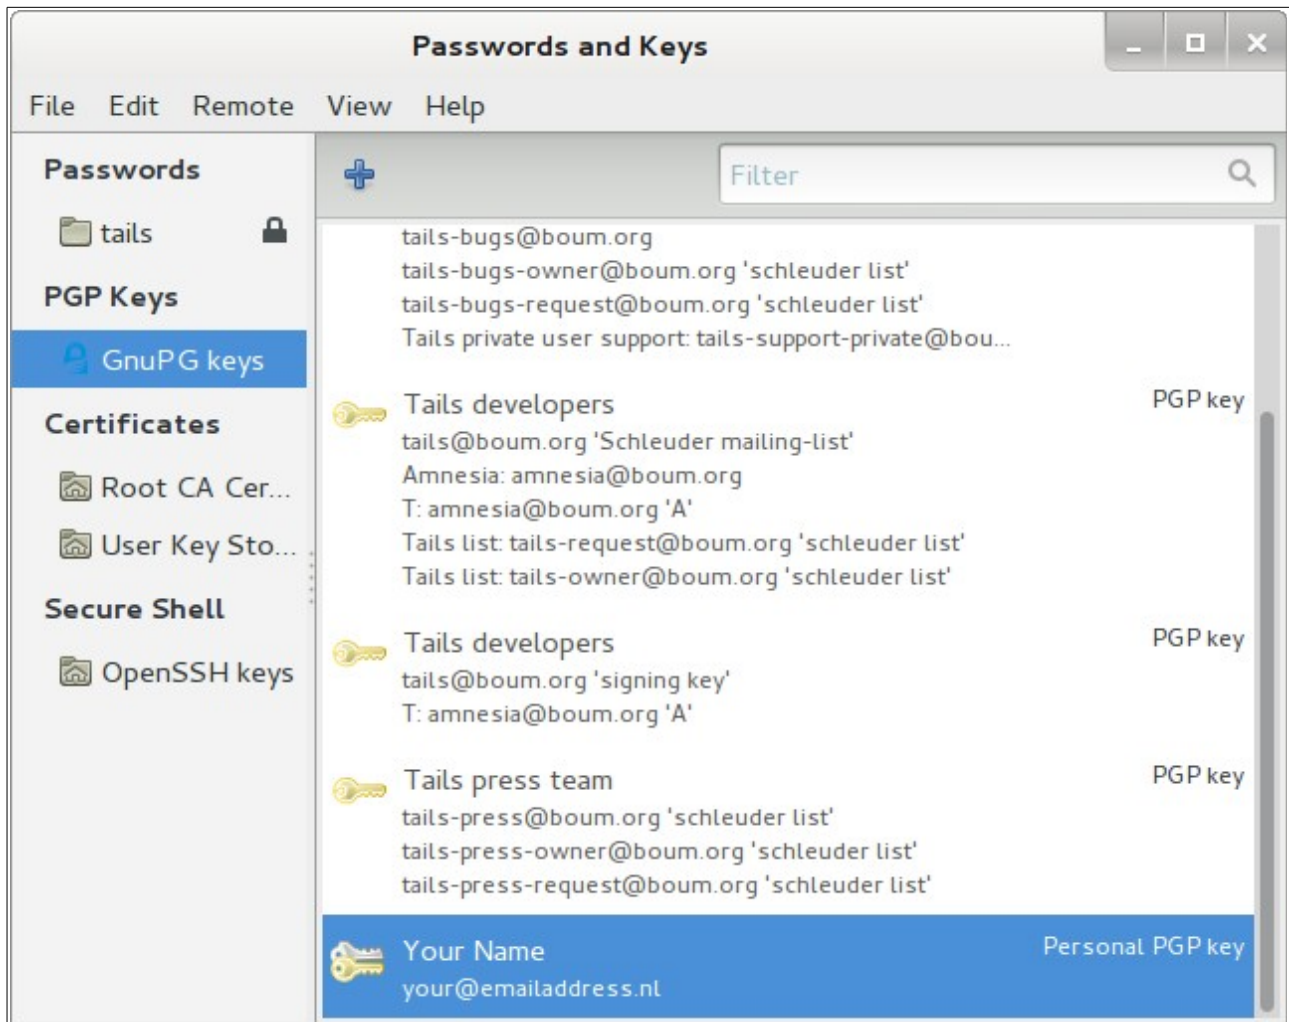 Passwords and Keys
File Edit Remote View Help
Passwords
tails
PGP Keys
GnuPG keys
Certificates
Root CA Cer...
User Key Sto...
Secure Shell
OpenSSH keys
Filter
tails-bugs@boum.org
tails-bugs-owner@boum.org 'schleuder list'
tails-bugs-request@boum.org 'schleuder list'
Tails private user support: tails-support-private@bou...
Tails developers PGP key
tails@boum.org 'Schleuder mailing-list'
Amnesia: amnesia@boum.org
T: amnesia@boum.org 'A'
Tails list: tails-request@boum.org 'schleuder list'
Tails list: tails-owner@boum.org 'schleuder list'
Tails developers PGP key
tails@boum.org 'signing key'
T: amnesia@boum.org 'A'
Tails press team PGP key
tails-press@boum.org 'schleuder list'
tails-press-owner@boum.org 'schleuder list'
tails-press-request@boum.org 'schleuder list'
Your Name Personal PGP key
your@emailaddress.nl